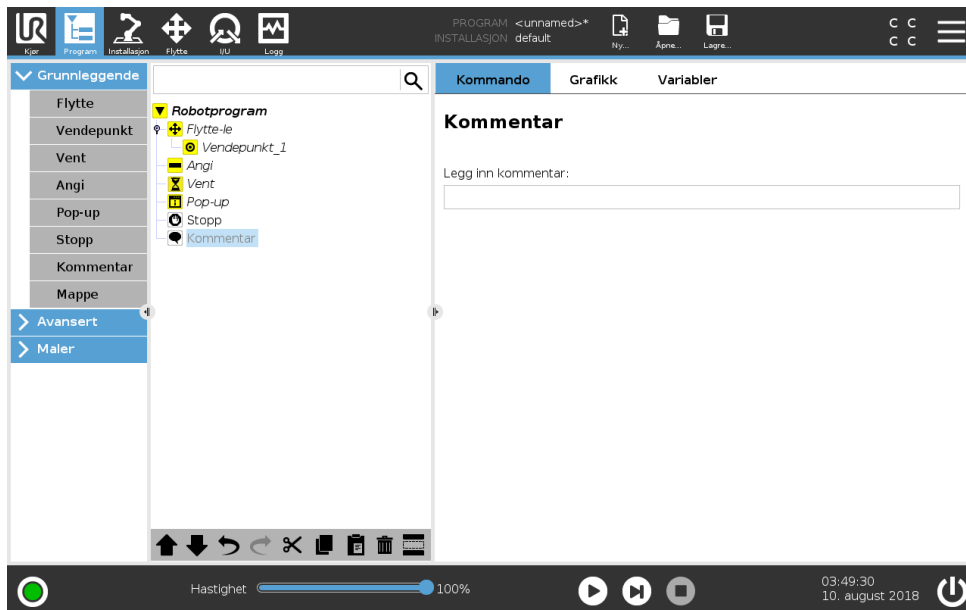 UR
PROGRAM <unnamed>*
INSTALLASJON default
C C
C C
Kjør Program Installasjon Flytte I/U Logg Ny... Åpne... Lagre...
Grunnleggende
Flytte
Vendepunkt
Vent
Angi
Pop-up
Stopp
Kommentar
Mappe
Avansert
Maler
Robotprogram
Flytte-le
Vendepunkt_1
Angi
Vent
Pop-up
Stopp
Kommentar
Kommando Grafikk Variabler
Kommentar
Legg inn kommentar:
Hastighet 100%
03:49:30
10. august 2018